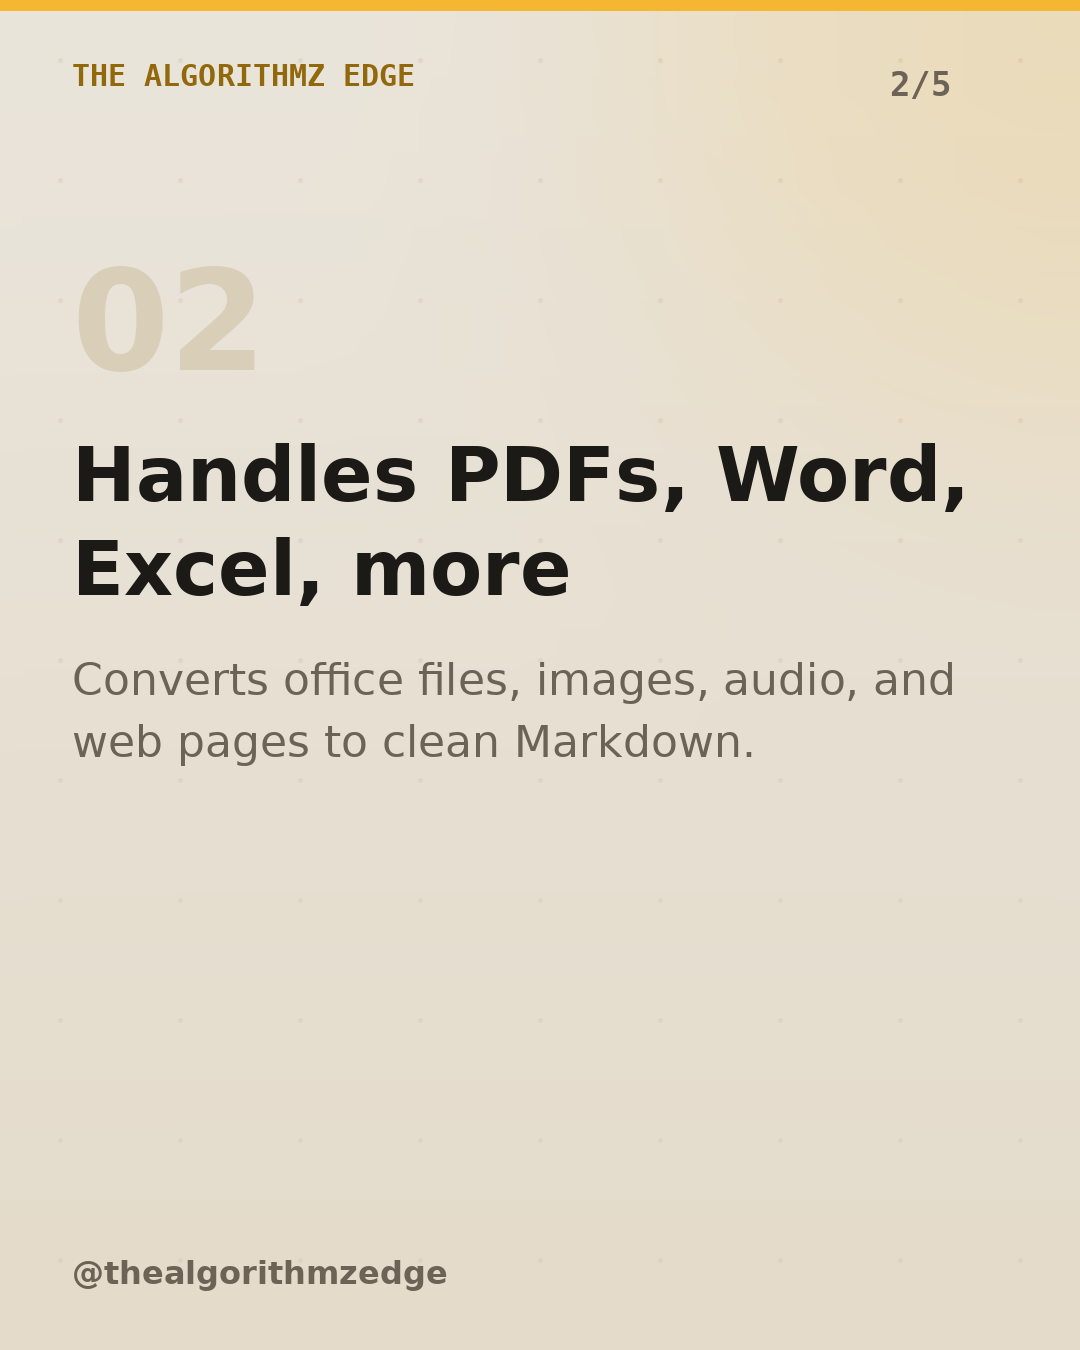 THE ALGORITHMZ EDGE
2/5
02
Handles PDFs, Word,
Excel, more
Converts office files, images, audio, and
web pages to clean Markdown.
@thealgorithmzedge